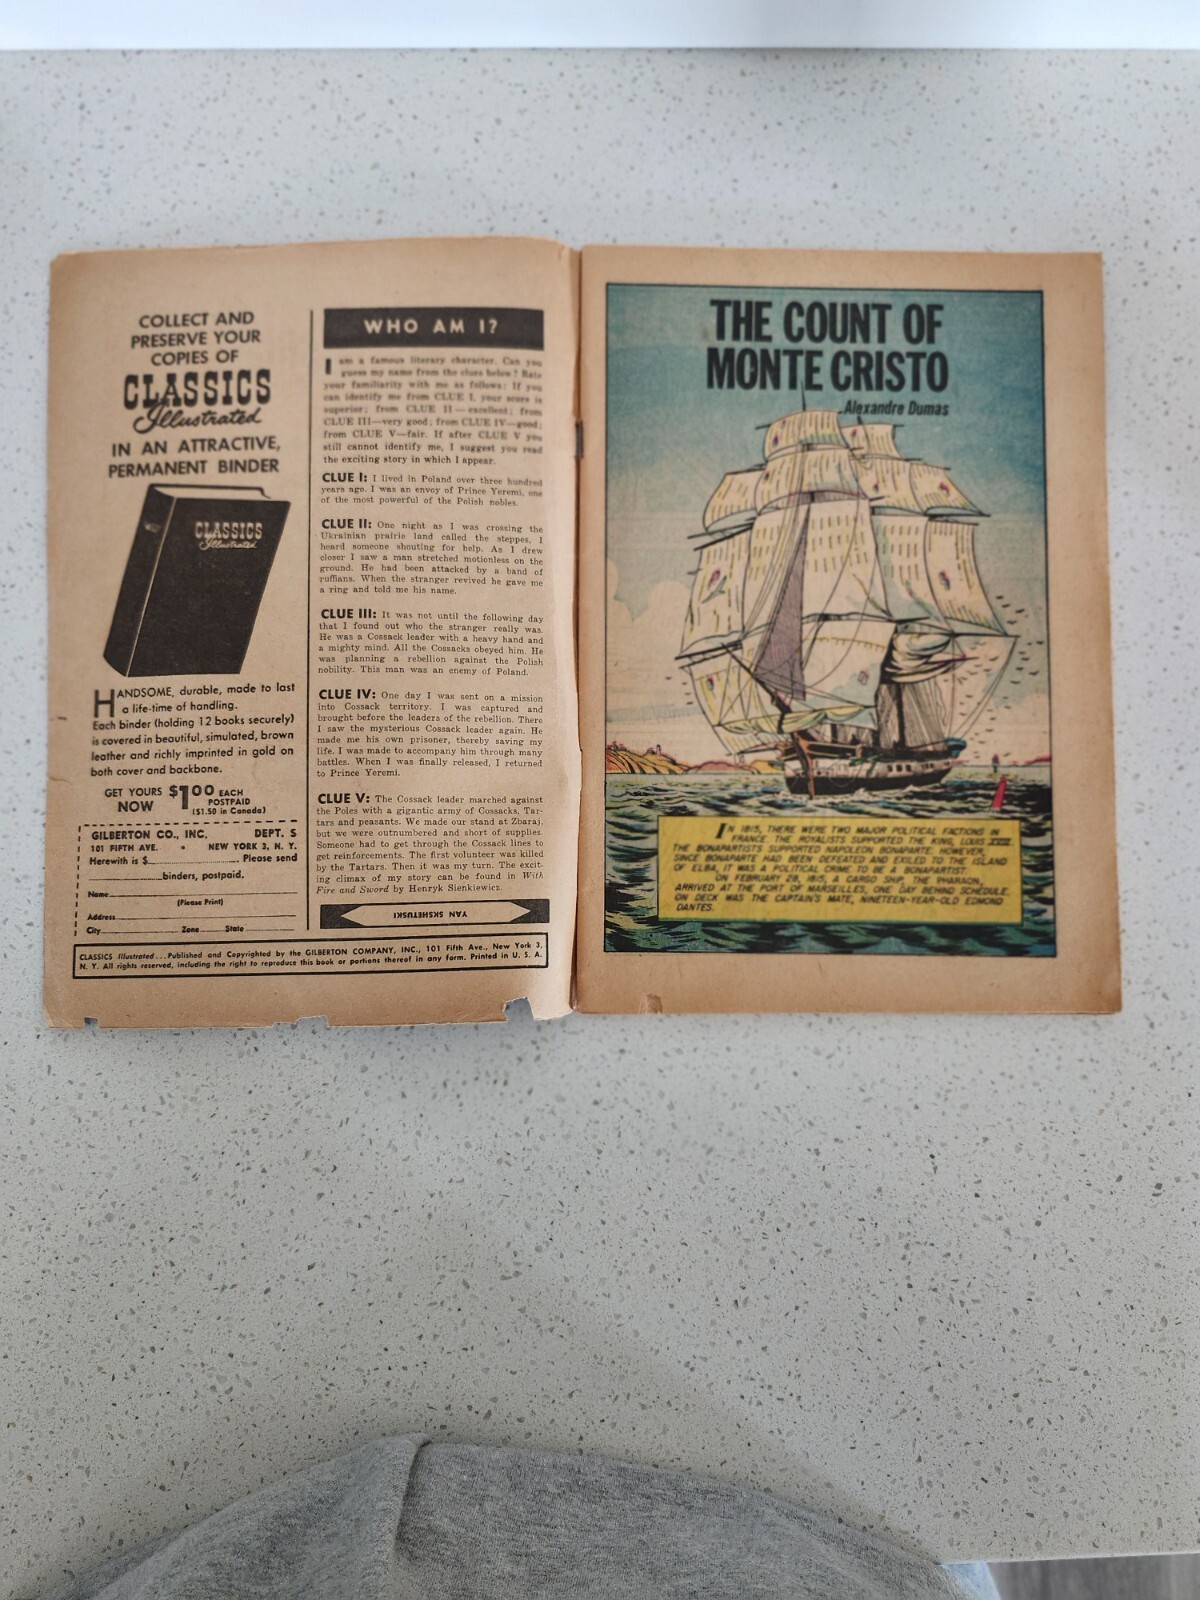 COLLECT AND
PRESERVE YOUR
COPIES OF
CLASSICS
Illustrated
IN AN ATTRACTIVE,
PERMANENT BINDER
CLASSICS
Illustrated
HANDSOME, durable, made to last
a life-time of handling.
Each binder (holding 12 books securely)
is covered in beautiful, simulated, brown
leather and richly imprinted in gold on
both cover and backbone.
GET YOURS NOW $1.00 EACH POSTPAID
($1.50 in Canada)
GILBERTON CO., INC. DEPT. S
101 FIFTH AVE. • NEW YORK 3, N. Y.
Herewith is $ Please send
binders, postpaid.
Name
(Please Print)
Address
City Zone State
WHO AM I?
I am a famous literary character. Can you
guess my name from the clues below? Rate
your familiarity with me as follows: If you
can identify me from CLUE I, your score is
superior; from CLUE II—excellent; from
CLUE III—very good; from CLUE IV—good;
from CLUE V—fair. If after CLUE V you
still cannot identify me, I suggest you read
the exciting story in which I appear.
CLUE I: I lived in Poland over three hundred
years ago. I was an envoy of Prince Yeremi, one
of the most powerful of the Polish nobles.
CLUE II: One night as I was crossing the
Ukrainian prairie land called the steppes, I
heard someone shouting for help. As I drew
closer I saw a man stretched motionless on the
ground. He had been attacked by a band of
ruffians. When the stranger revived he gave me
a ring and told me his name.
CLUE III: It was not until the following day
that I found out who the stranger really was.
He was a Cossack leader with a heavy hand and
a mighty mind. All the Cossacks obeyed him. He
was planning a rebellion against the Polish
nobility. This man was an enemy of Poland.
CLUE IV: One day I was sent on a mission
into Cossack territory. I was captured and
brought before the leaders of the rebellion. There
I saw the mysterious Cossack leader again. He
made me his own prisoner, thereby saving my
life. I was made to accompany him through many
battles. When I was finally released, I returned
to Prince Yeremi.
CLUE V: The Cossack leader marched against
the Poles with a gigantic army of Cossacks, Tar-
tars and peasants. We made our stand at Zbaraj,
but we were outnumbered and short of supplies.
Someone had to get through the Cossack lines to
get reinforcements. The first volunteer was killed
by the Tartars. Then it was my turn. The excit-
ing climax of my story can be found in With
Fire and Sword by Henryk Sienkiewicz.
YAN SKSHETUSKI
CLASSICS Illustrated... Published and Copyrighted by the GILBERTON COMPANY, INC., 101 Fifth Ave., New York 3,
N. Y. All rights reserved, including the right to reproduce this book or portions thereof in any form. Printed in U. S. A.
THE COUNT OF
MONTE CRISTO
Alexandre Dumas
IN 1815, THERE WERE TWO MAJOR POLITICAL FACTIONS IN
FRANCE. THE ROYALISTS SUPPORTED THE KING, LOUIS XVIII.
THE BONAPARTISTS SUPPORTED NAPOLEON BONAPARTE. HOWEVER,
SINCE BONAPARTE HAD BEEN DEFEATED AND EXILED TO THE ISLAND
OF ELBA, IT WAS A POLITICAL CRIME TO BE A BONAPARTIST.
ON FEBRUARY 28, 1815, A CARGO SHIP, THE PHARAON,
ARRIVED AT THE PORT OF MARSEILLES, ONE DAY BEHIND SCHEDULE.
ON DECK WAS THE CAPTAIN'S MATE, NINETEEN-YEAR-OLD EDMOND
DANTES.